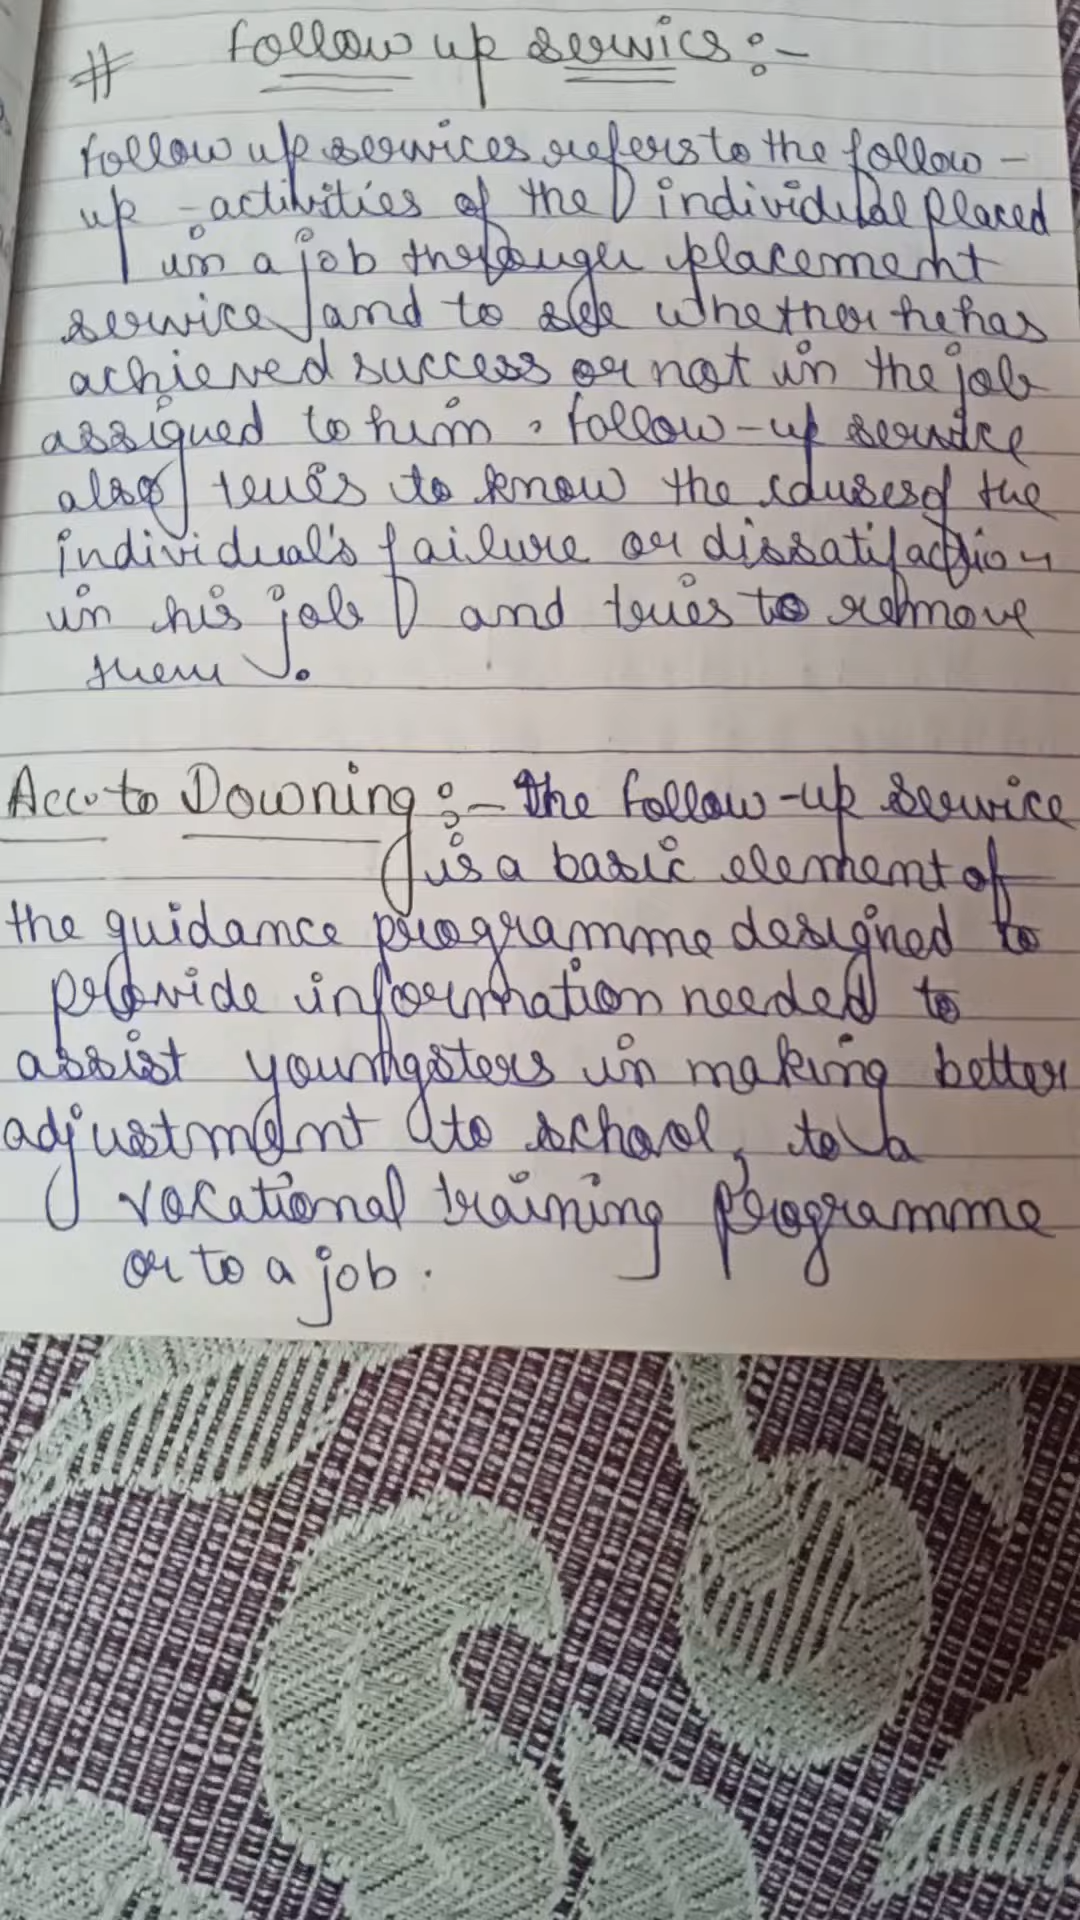 # Follow up servics :-
Follow up services refers to the follow -
up - activities of the individual placed
in a job through placement
service and to see whether he has
achieved success or not in the job
assigned to him. Follow-up service
also tries to know the causes of the
individual's failure or dissatifaction
in his job and tries to remove
them.
Acc. to Downing :- The follow-up service
is a basic element of
the guidance programme designed to
provide information needed to
assist youngsters in making better
adjustment to school, to a
vocational training programme
or to a job.